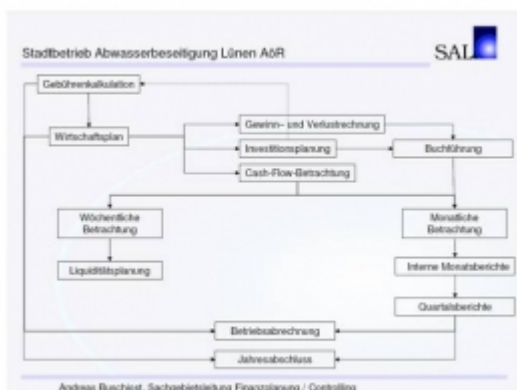 Stadtbetrieb Abwasserbeseitigung Lünen AöR
SAL
Gebührenkalkulation
Wirtschaftsplan
Gewinn- und Verlustrechnung
Investitionsplanung
Buchführung
Cash-Flow-Betrachtung
Wöchentliche
Betrachtung
Monatliche
Betrachtung
Liquiditätsplanung
Interne Monatsberichte
Quartalsberichte
Betriebsabrechnung
Jahresabschluss
Andreas Sachgebietsleitung Finanzplanung / Controlling